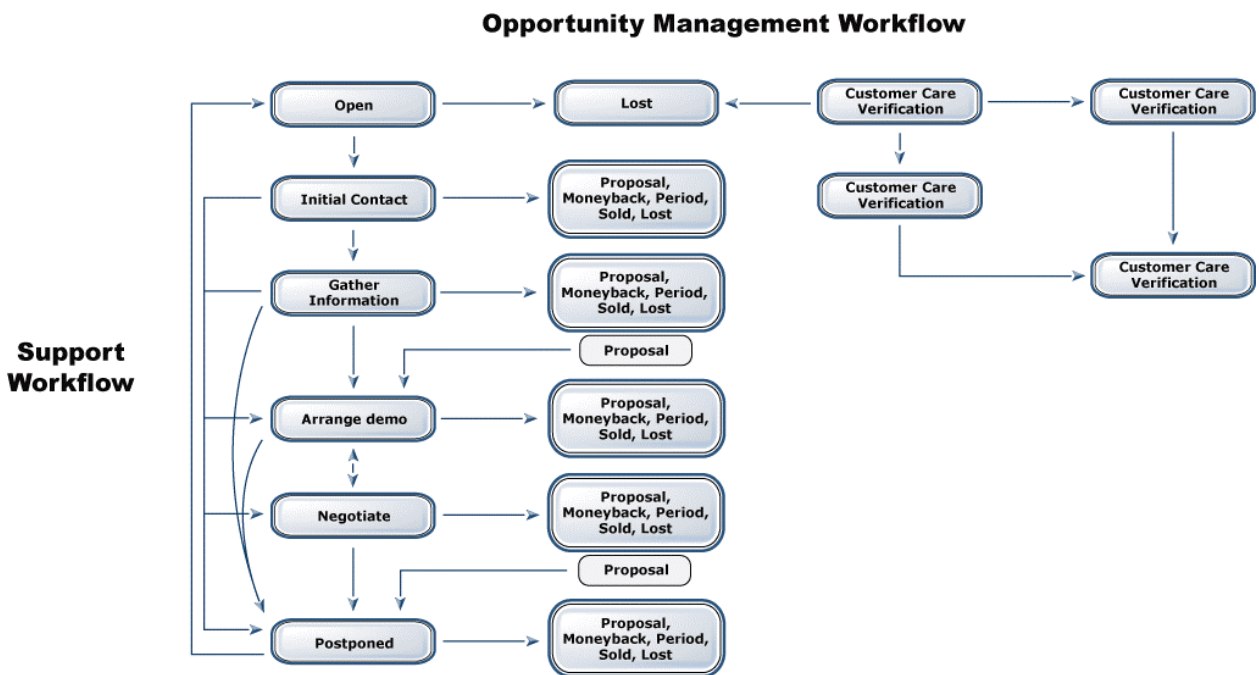 Opportunity Management Workflow
Open
Lost
Customer Care
Verification
Customer Care
Verification
Initial Contact
Proposal,
Moneyback, Period,
Sold, Lost
Customer Care
Verification
Gather
Information
Proposal,
Moneyback, Period,
Sold, Lost
Customer Care
Verification
Support
Workflow
Proposal
Arrange demo
Proposal,
Moneyback, Period,
Sold, Lost
Negotiate
Proposal,
Moneyback, Period,
Sold, Lost
Proposal
Postponed
Proposal,
Moneyback, Period,
Sold, Lost